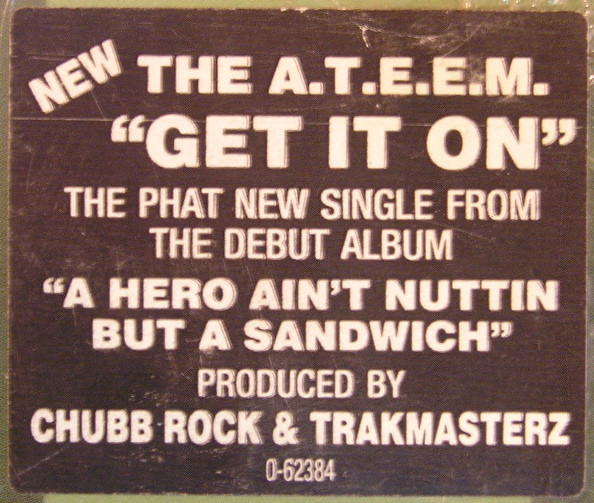 NEW THE A.T.E.E.M.
“GET IT ON”
THE PHAT NEW SINGLE FROM
THE DEBUT ALBUM
“A HERO AIN'T NUTTIN
BUT A SANDWICH”
PRODUCED BY
CHUBB ROCK & TRAKMASTERZ
0-62384